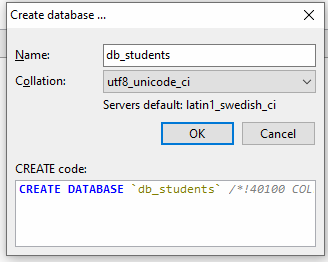 Create database ...
Name:
db_students
Collation:
utf8_unicode_ci
Servers default: latin1_swedish_ci
OK
Cancel
CREATE code:
CREATE DATABASE `db_students` /*!40100 COL